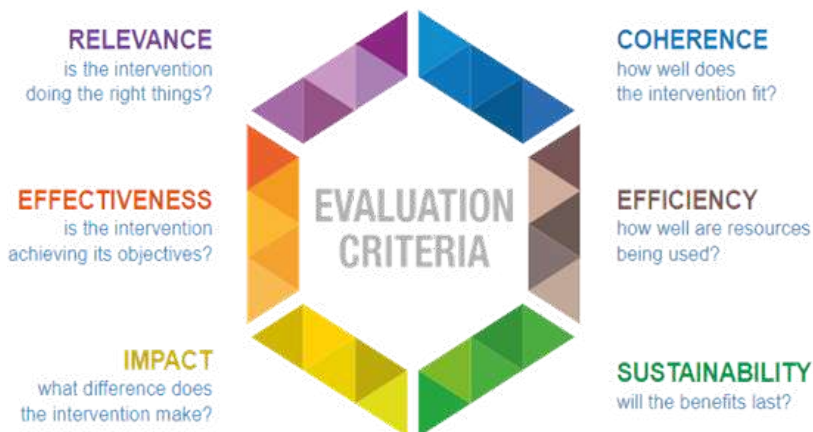 RELEVANCE
is the intervention
doing the right things?
COHERENCE
how well does
the intervention fit?
EFFECTIVENESS
is the intervention
achieving its objectives?
EVALUATION
CRITERIA
EFFICIENCY
how well are resources
being used?
IMPACT
what difference does
the intervention make?
SUSTAINABILITY
will the benefits last?